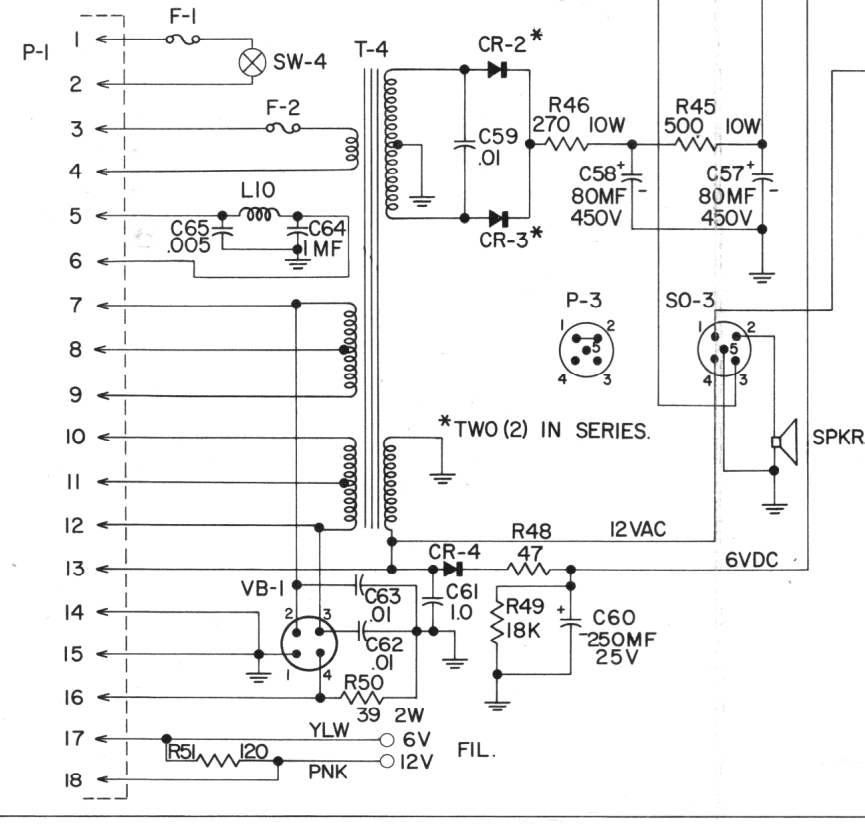 F-1
P-1
1
SW-4
T-4
CR-2*
2
F-2
3
R46
270 10W
R45
500 10W
C59
.01
4
C58 +
-
80MF
450V
C57 +
-
80MF
450V
L10
5
C65
.005
C64
.1 MF
CR-3*
6
P-3
SO-3
7
1 2
5
4 3
1 2
5
4 3
8
9
*TWO (2) IN SERIES.
SPKR
10
11
12
R48
47
12VAC
CR-4
6VDC
13
VB-1
C63
.01
C61
1.0
R49
18K
+
-
C60
250MF
25V
14
2 3
1 4
C62
.01
15
R50
39 2W
16
17
YLW
6V
FIL.
R51 120
12V
PNK
18